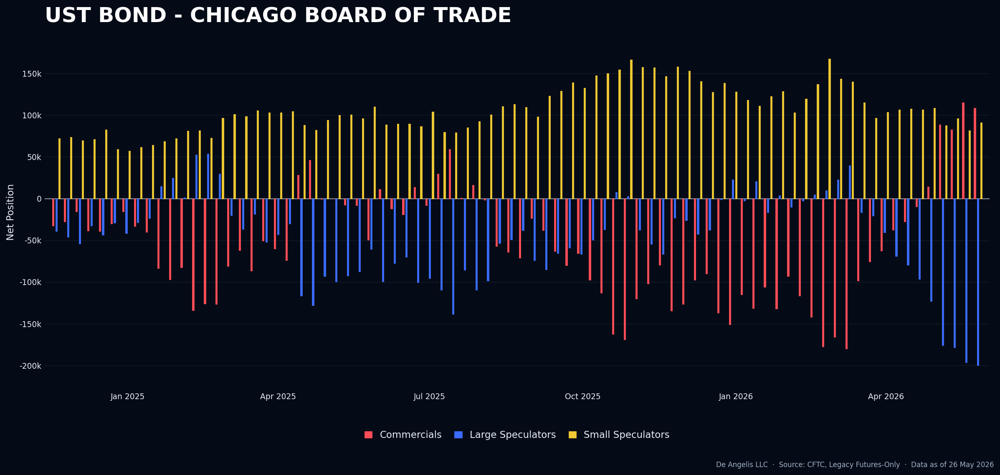 UST BOND - CHICAGO BOARD OF TRADE
Net Position
150k
100k
50k
0
-50k
-100k
-150k
-200k
Jan 2025 Apr 2025 Jul 2025 Oct 2025 Jan 2026 Apr 2026
Commercials Large Speculators Small Speculators
De Angelis LLC · Source: CFTC, Legacy Futures-Only · Data as of 26 May 2026